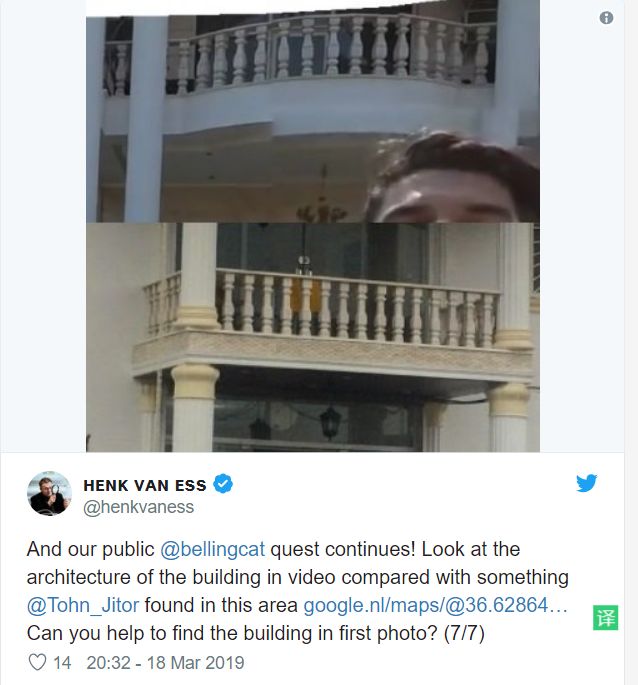 HENK VAN ESS
@henkvaness
And our public @bellingcat quest continues! Look at the
architecture of the building in video compared with something
@Tohn_Jitor found in this area google.nl/maps/@36.62864...
Can you help to find the building in first photo? (7/7)
译
14 20:32 - 18 Mar 2019